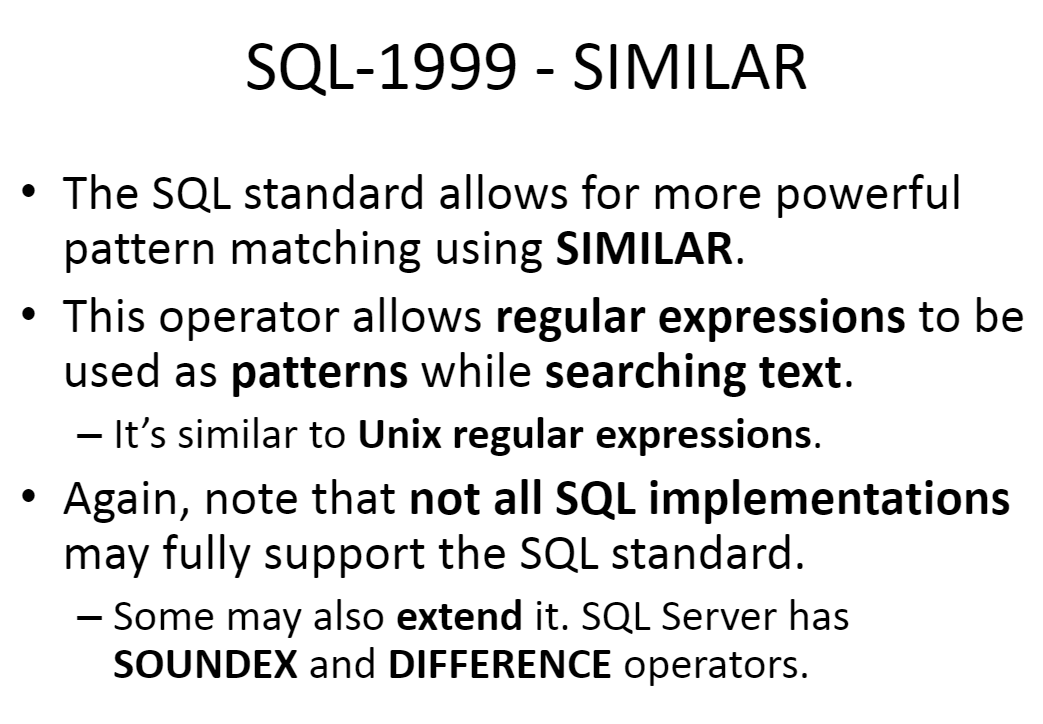 SQL-1999 - SIMILAR
• The SQL standard allows for more powerful
pattern matching using SIMILAR.
• This operator allows regular expressions to be
used as patterns while searching text.
– It’s similar to Unix regular expressions.
• Again, note that not all SQL implementations
may fully support the SQL standard.
– Some may also extend it. SQL Server has
SOUNDEX and DIFFERENCE operators.